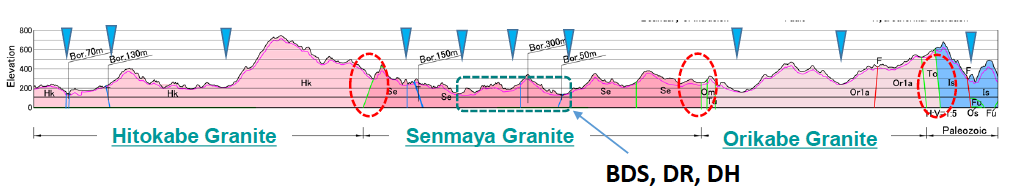 800
600
400
200
0
Elevation
Bor.70m
Bor.130m
Bor.150m
Bor.300m
Bor.50m
Hk
Hk
Hk
Se
Se
Se
Se
Se
Or1a
Or1a
F
To
Is
F
Is
Fu
Os
Fu
Hitokabe Granite
Senmaya Granite
Orikabe Granite
Paleozoic
BDS, DR, DH